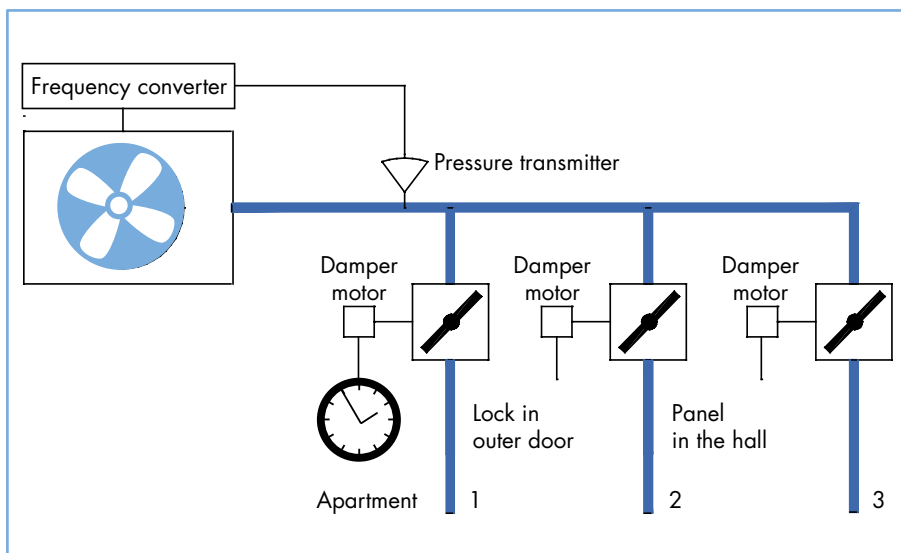 Frequency converter
Pressure transmitter
Damper
motor
Damper
motor
Damper
motor
Lock in
outer door
Panel
in the hall
Apartment
1
2
3